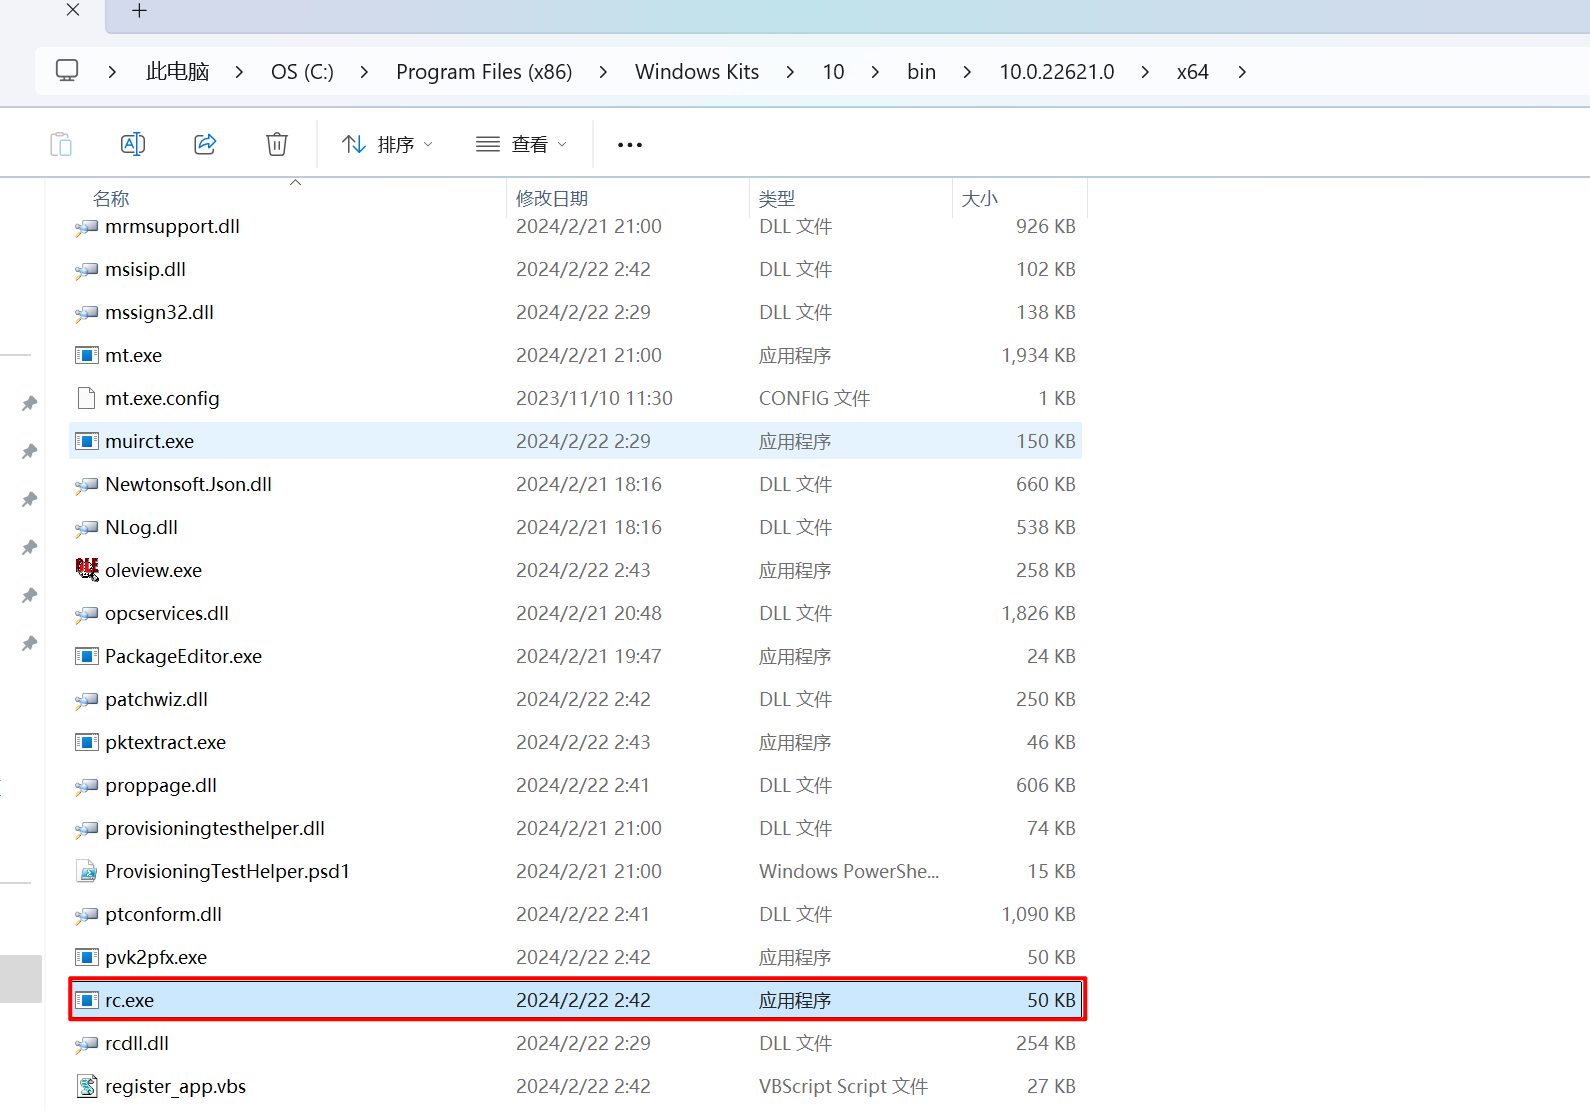 此电脑 > OS (C:) > Program Files (x86) > Windows Kits > 10 > bin > 10.0.22621.0 > x64 >
排序 查看
名称 修改日期 类型 大小
mrmsupport.dll 2024/2/21 21:00 DLL 文件 926 KB
msisip.dll 2024/2/22 2:42 DLL 文件 102 KB
mssign32.dll 2024/2/22 2:29 DLL 文件 138 KB
mt.exe 2024/2/21 21:00 应用程序 1,934 KB
mt.exe.config 2023/11/10 11:30 CONFIG 文件 1 KB
muirct.exe 2024/2/22 2:29 应用程序 150 KB
Newtonsoft.Json.dll 2024/2/21 18:16 DLL 文件 660 KB
NLog.dll 2024/2/21 18:16 DLL 文件 538 KB
oleview.exe 2024/2/22 2:43 应用程序 258 KB
opcservices.dll 2024/2/21 20:48 DLL 文件 1,826 KB
PackageEditor.exe 2024/2/21 19:47 应用程序 24 KB
patchwiz.dll 2024/2/22 2:42 DLL 文件 250 KB
pktextract.exe 2024/2/22 2:43 应用程序 46 KB
proppage.dll 2024/2/22 2:41 DLL 文件 606 KB
provisioningtesthelper.dll 2024/2/21 21:00 DLL 文件 74 KB
ProvisioningTestHelper.psd1 2024/2/21 21:00 Windows PowerShe... 15 KB
ptconform.dll 2024/2/22 2:41 DLL 文件 1,090 KB
pvk2pfx.exe 2024/2/22 2:42 应用程序 50 KB
rc.exe 2024/2/22 2:42 应用程序 50 KB
rcdll.dll 2024/2/22 2:29 DLL 文件 254 KB
register_app.vbs 2024/2/22 2:42 VBScript Script 文件 27 KB